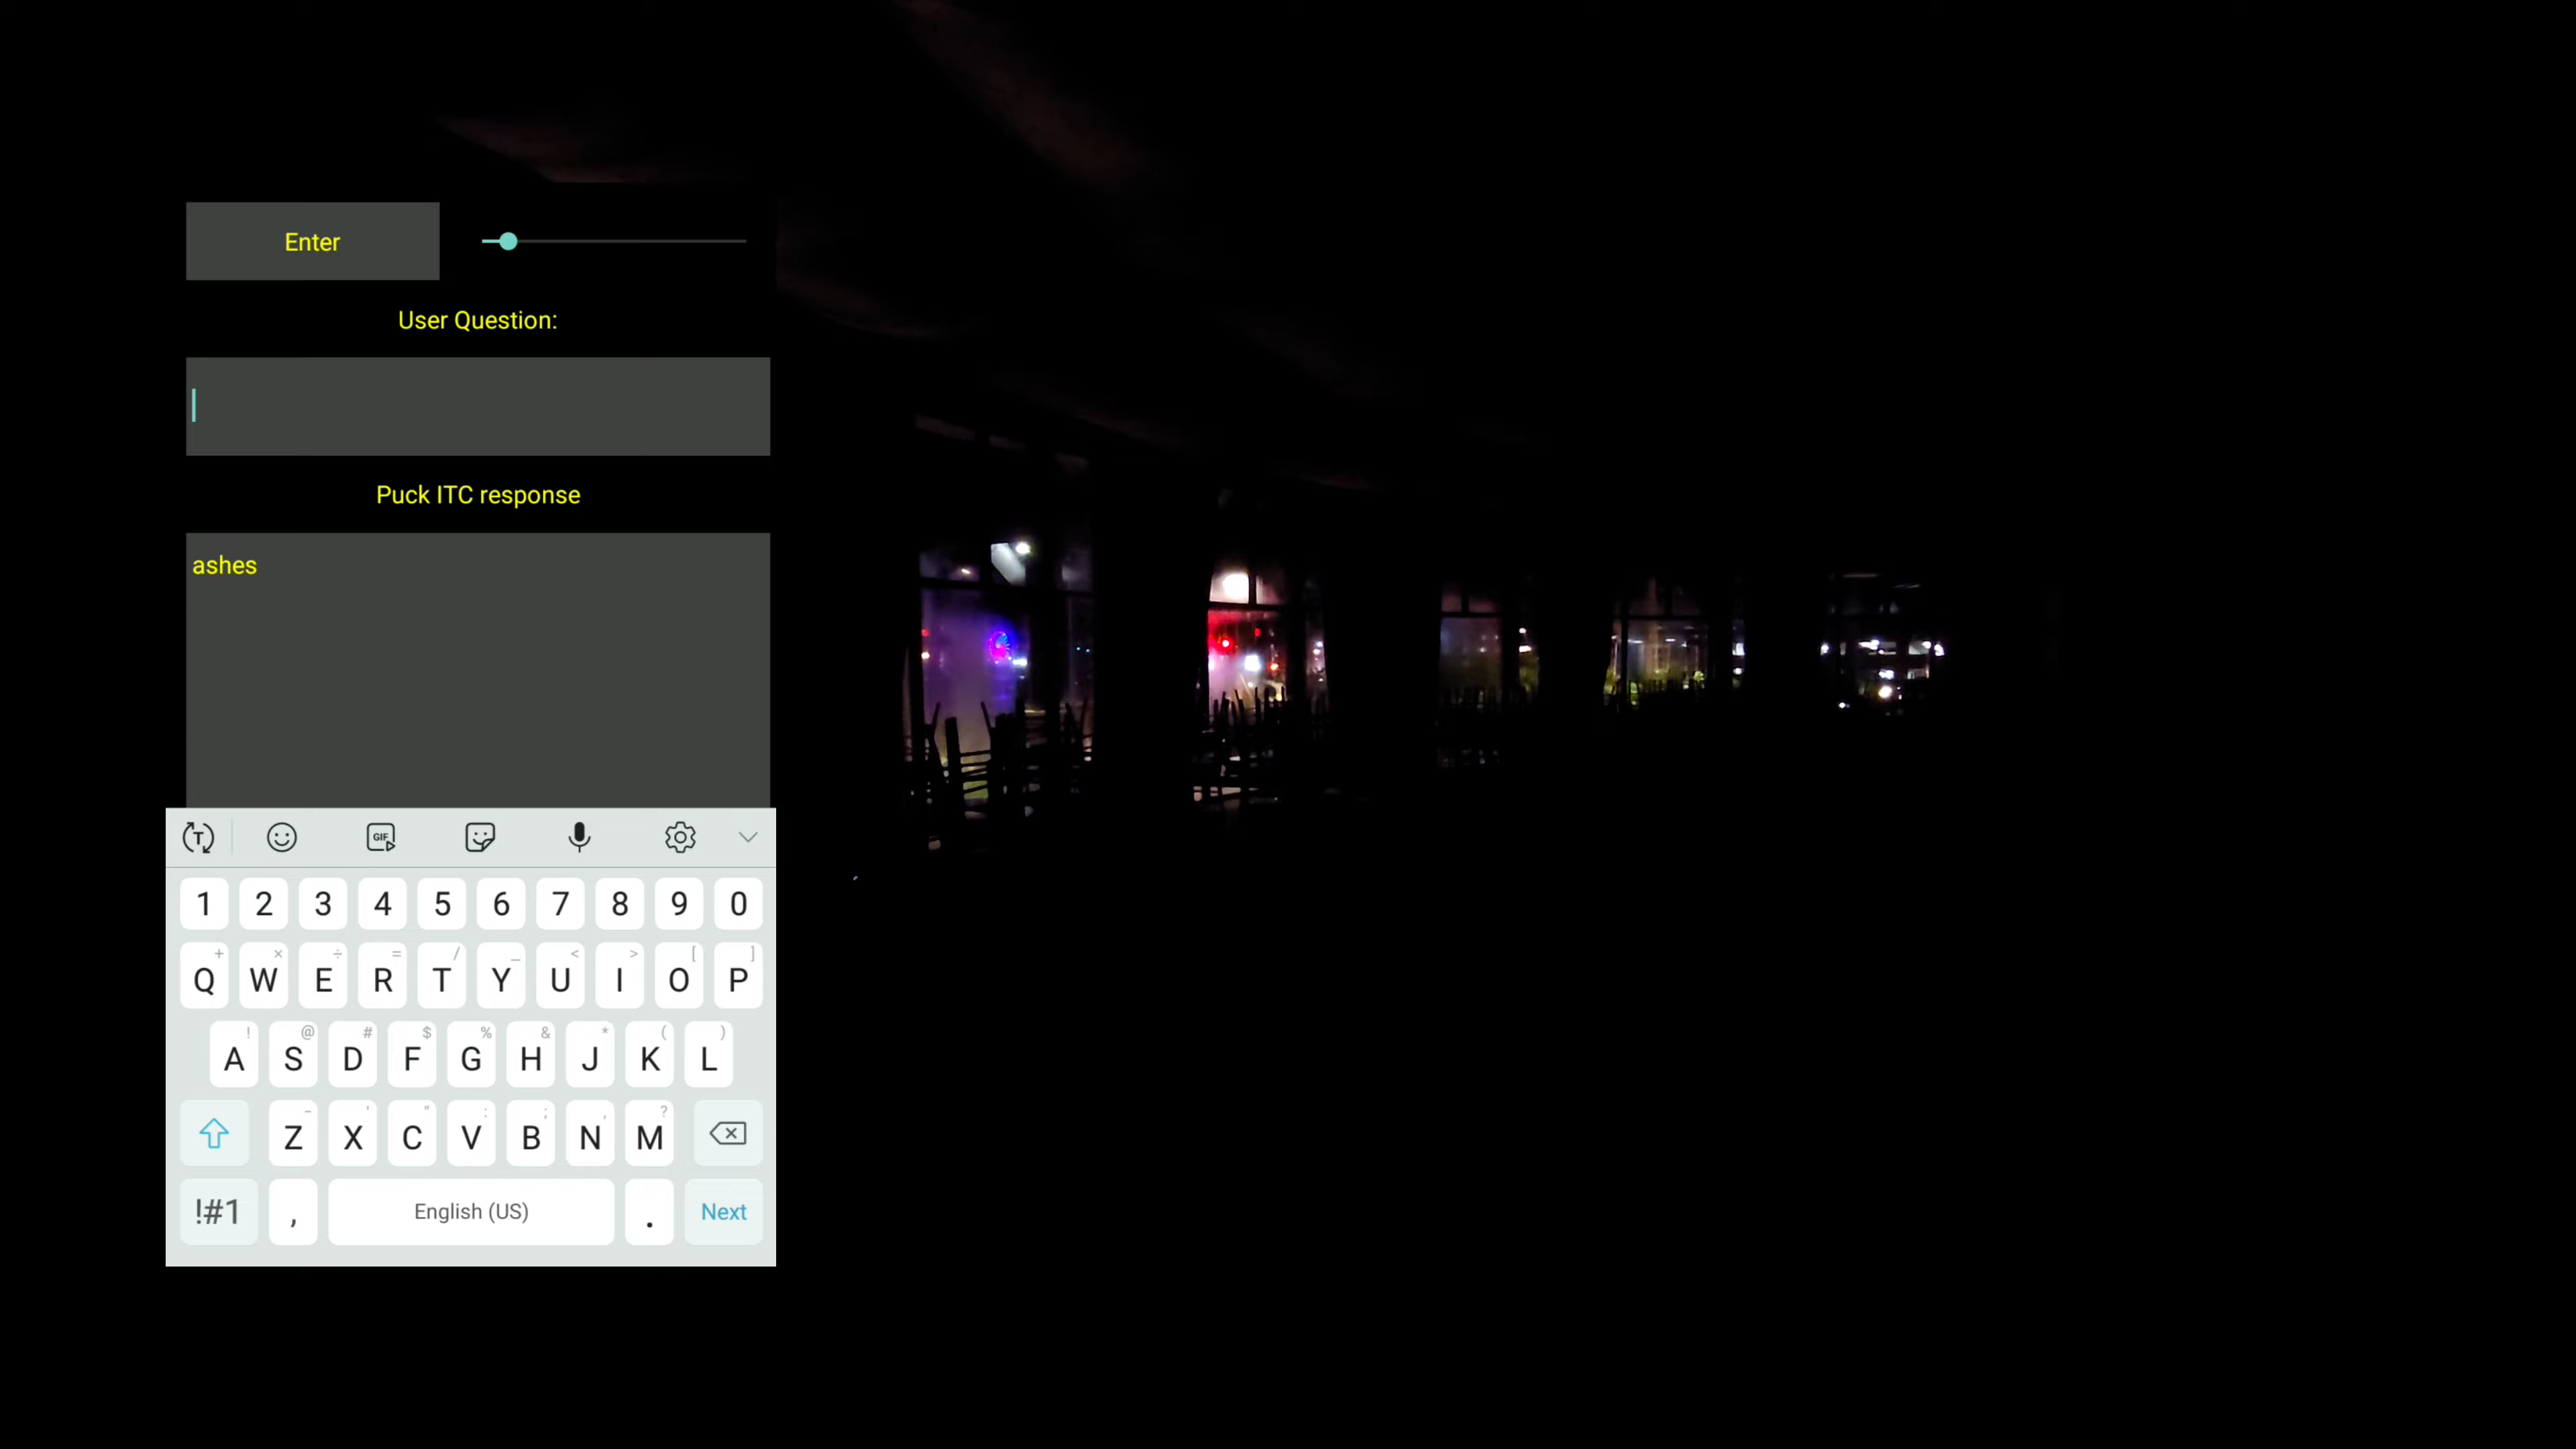 Enter
User Question:
Puck ITC response
ashes
T
GIF
1 2 3 4 5 6 7 8 9 0
+ × ÷ = / _ < > [ ]
Q W E R T Y U I O P
! @ # $ % & * ( )
A S D F G H J K L
- ' " : ; , ?
Z X C V B N M
!#1 , English (US) . Next